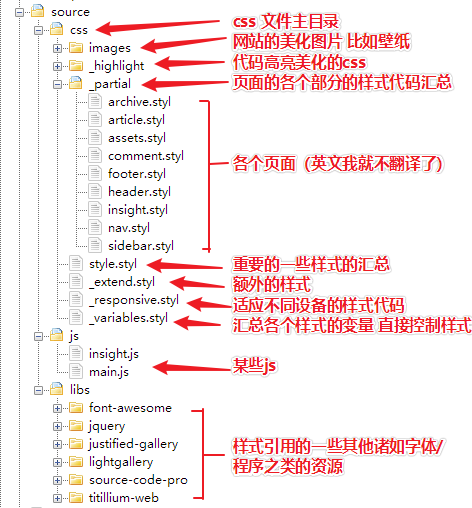 source
css
css 文件主目录
images
网站的美化图片 比如壁纸
_highlight
代码高亮美化的css
_partial
页面的各个部分的样式代码汇总
archive.styl
article.styl
assets.styl
comment.styl
各个页面（英文我就不翻译了）
footer.styl
header.styl
insight.styl
nav.styl
sidebar.styl
style.styl
重要的一些样式的汇总
_extend.styl
额外的样式
_responsive.styl
适应不同设备的样式代码
_variables.styl
汇总各个样式的变量 直接控制样式
js
insight.js
main.js
某些js
libs
font-awesome
jquery
justified-gallery
lightgallery
source-code-pro
titillium-web
样式引用的一些其他诸如字体/
程序之类的资源